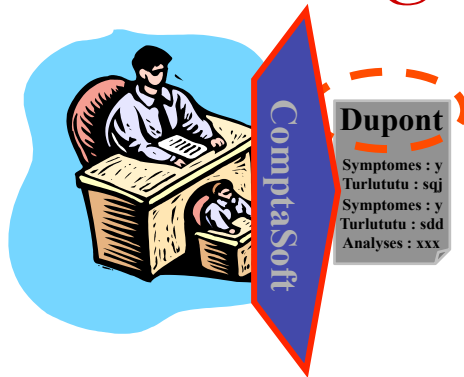 ComptaSoft
Dupont
Symptomes : y
Turlututu : sqj
Symptomes : y
Turlututu : sdd
Analyses : xxx